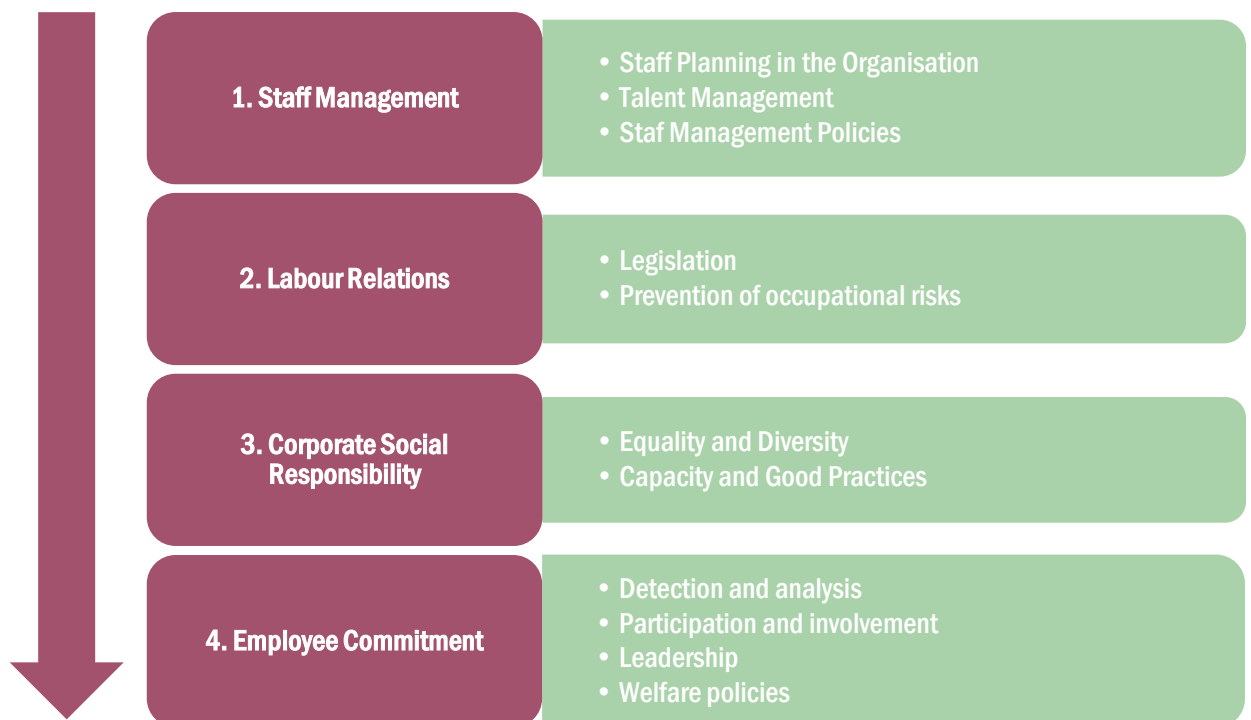 1. Staff Management
• Staff Planning in the Organisation
• Talent Management
• Staf Management Policies
2. Labour Relations
• Legislation
• Prevention of occupational risks
3. Corporate Social
Responsibility
• Equality and Diversity
• Capacity and Good Practices
4. Employee Commitment
• Detection and analysis
• Participation and involvement
• Leadership
• Welfare policies